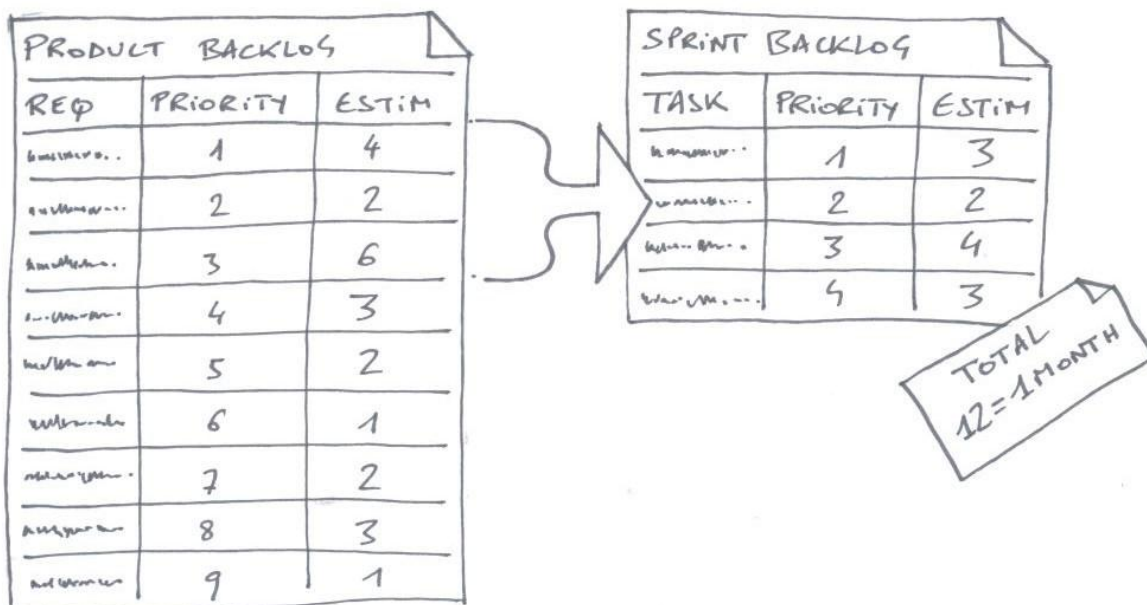 PRODUCT BACKLOG
REQ PRIORITY ESTIM
1 4
2 2
3 6
4 3
5 2
6 1
7 2
8 3
9 1
SPRINT BACKLOG
TASK PRIORITY ESTIM
1 3
2 2
3 4
4 3
TOTAL
12=1 MONTH